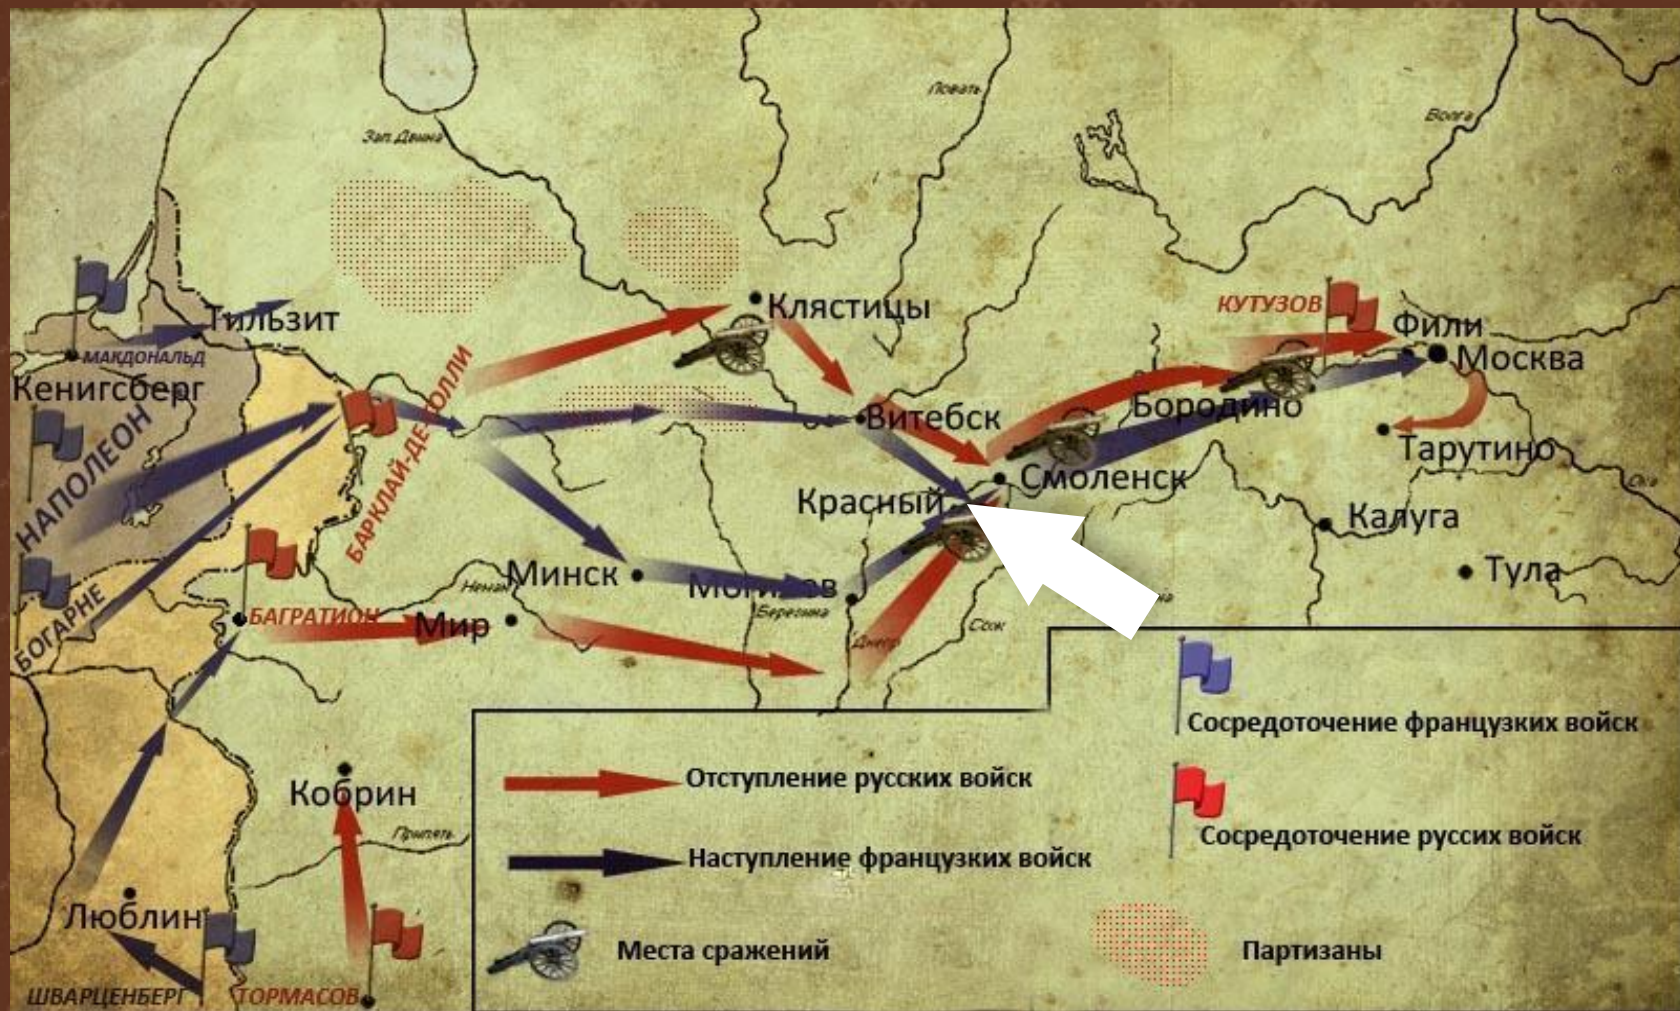 Ловать
Волга
Зап.Двина
Клястицы
КУТУЗОВ
Тильзит
Фили
МАКДОНАЛЬД
Москва
Кенигсберг
БАРКЛАЙ-ДЕ-ТОЛЛИ
НАПОЛЕОН
Витебск
Бородино
Тарутино
Смоленск
Ока
Красный
Калуга
Минск
Неман
Могилев
Тула
БОГАРНЕ
БАГРАТИОН
Мир
Березина
Сож
Днепр
Сосредоточение французких войск
Отступление русских войск
Кобрин
Припять
Сосредоточение руссих войск
Наступление французких войск
Люблин
Места сражений
Партизаны
ШВАРЦЕНБЕРГ
ТОРМАСОВ